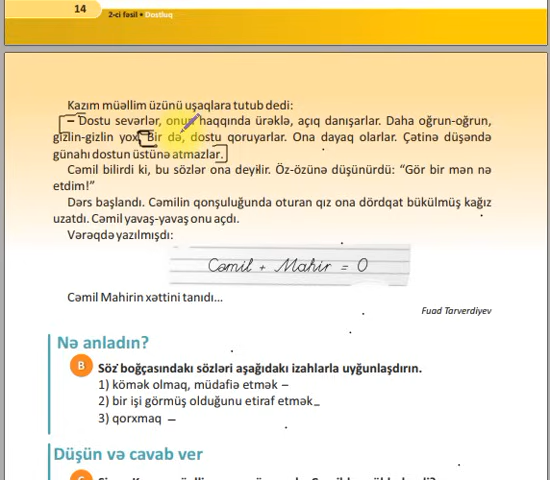 14
2-ci fəsil • Dostluq
Kazım müəllim üzünü uşaqlara tutub dedi:
– Dostu sevərlər, onun haqqında ürəklə, açıq danışarlar. Daha oğrun-oğrun,
gizlin-gizlin yox. Bir də, dostu qoruyarlar. Ona dayaq olarlar. Çətinə düşəndə
günahı dostun üstünə atmazlar.
Cəmil bilirdi ki, bu sözlər ona deyilir. Öz-özünə düşünürdü: “Gör bir mən nə
etdim!”
Dərs başlandı. Cəmilin qonşuluğunda oturan qız ona dördqat bükülmüş kağız
uzatdı. Cəmil yavaş-yavaş onu açdı.
Vərəqdə yazılmışdı:
Cəmil + Mahir = 0
Cəmil Mahirin xəttini tanıdı...
Fuad Tarverdiyev
Nə anladın?
B Söz boğçasındakı sözləri aşağıdakı izahlarla uyğunlaşdırın.
1) kömək olmaq, müdafiə etmək –
2) bir işi görmüş olduğunu etiraf etmək –
3) qorxmaq –
Düşün və cavab ver